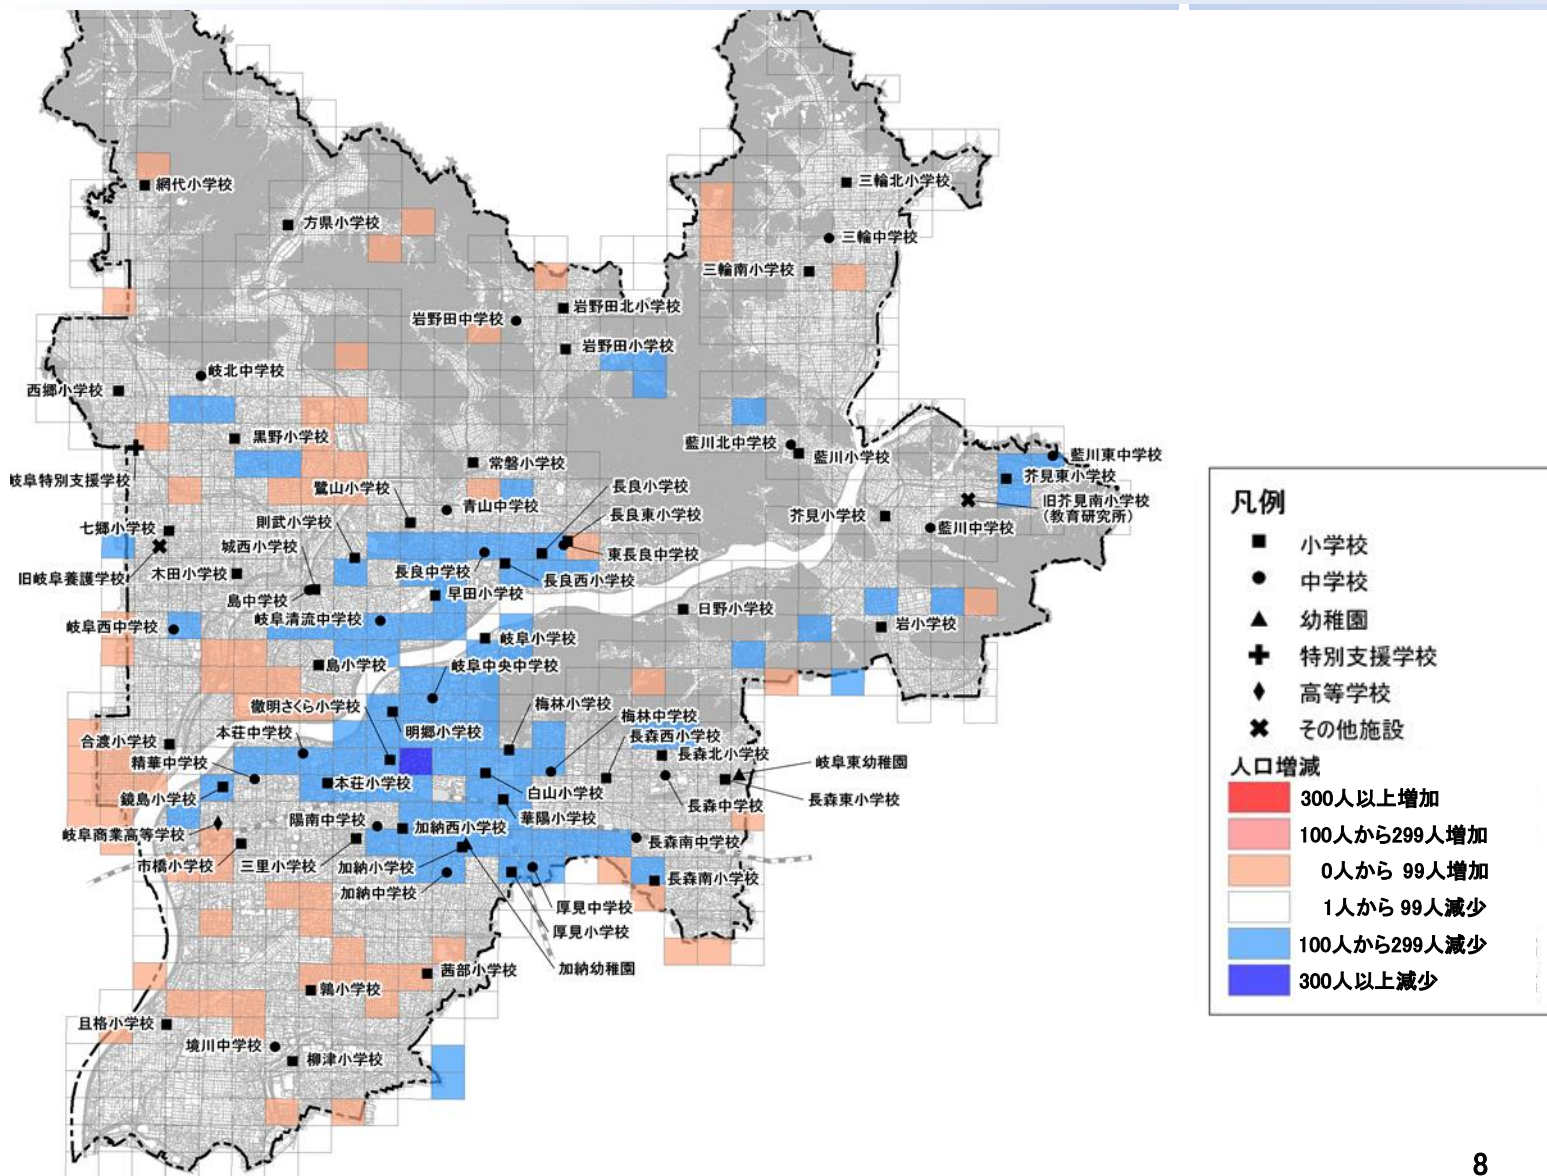 網代小学校
三輪北小学校
方県小学校
三輪中学校
三輪南小学校
岩野田北小学校
岩野田中学校
岩野田小学校
岐北中学校
西郷小学校
黒野小学校
藍川北中学校
藍川小学校
藍川東中学校
常磐小学校
芥見東小学校
岐阜特別支援学校
鷺山小学校
長良小学校
旧芥見南小学校
(教育研究所)
青山中学校
長良東小学校
芥見小学校
藍川中学校
七郷小学校
則武小学校
城西小学校
東長良中学校
長良中学校
長良西小学校
旧岐阜養護学校
木田小学校
島中学校
早田小学校
日野小学校
岐阜西中学校
岐阜清流中学校
岩小学校
岐阜小学校
島小学校
岐阜中央中学校
徹明さくら小学校
梅林小学校
梅林中学校
本荘中学校
明郷小学校
長森西小学校
合渡小学校
長森北小学校
精華中学校
岐阜東幼稚園
本荘小学校
白山小学校
鏡島小学校
長森中学校
長森東小学校
陽南中学校
華陽小学校
岐阜商業高等学校
加納西小学校
長森南中学校
市橋小学校
三里小学校
加納小学校
長森南小学校
加納中学校
厚見中学校
厚見小学校
加納幼稚園
茜部小学校
鶉小学校
且格小学校
境川中学校
柳津小学校
凡例
小学校
中学校
幼稚園
特別支援学校
高等学校
その他施設
人口増減
300人以上増加
100人から299人増加
0人から 99人増加
1人から 99人減少
100人から299人減少
300人以上減少
8